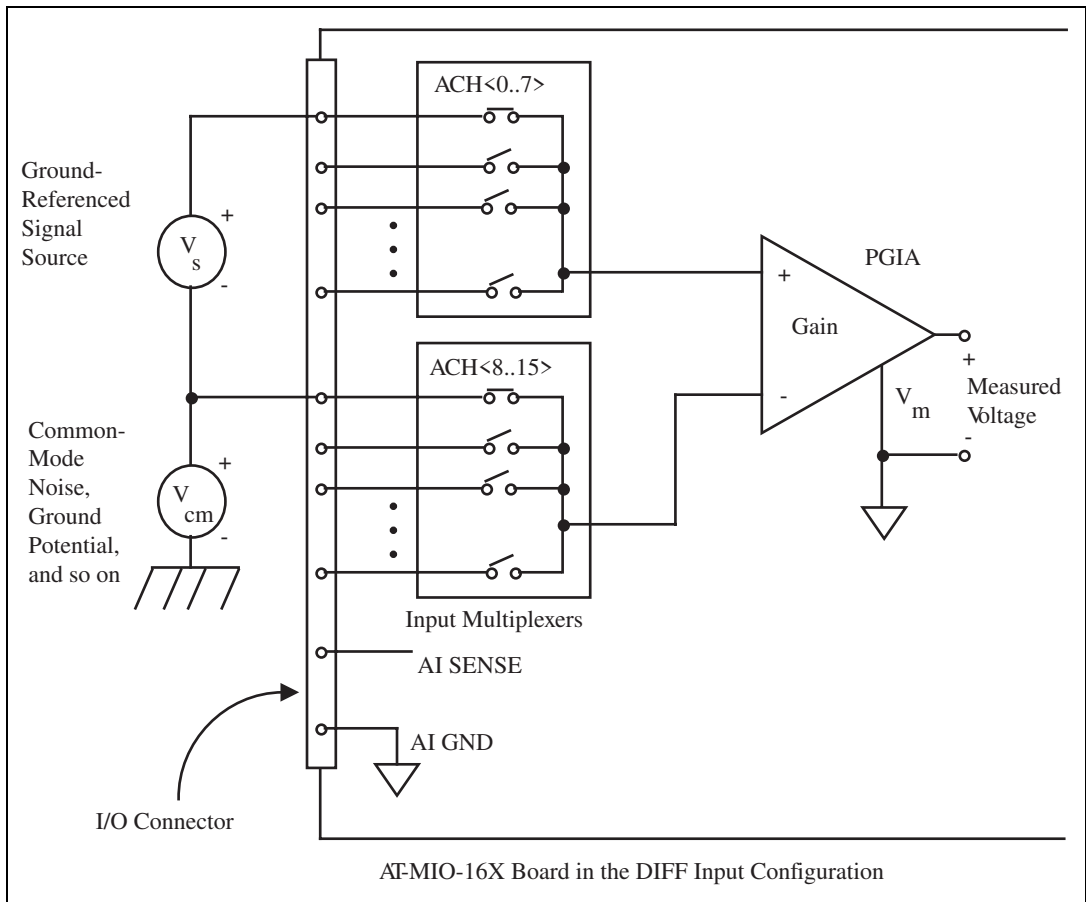 ACH<0..7>
Ground-
Referenced
Signal
Source
+
V
s
-
PGIA
+
Gain
-
+
Measured
Voltage
-
V
m
ACH<8..15>
Common-
Mode
Noise,
Ground
Potential,
and so on
+
V
cm
-
Input Multiplexers
AI SENSE
AI GND
I/O Connector
AT-MIO-16X Board in the DIFF Input Configuration